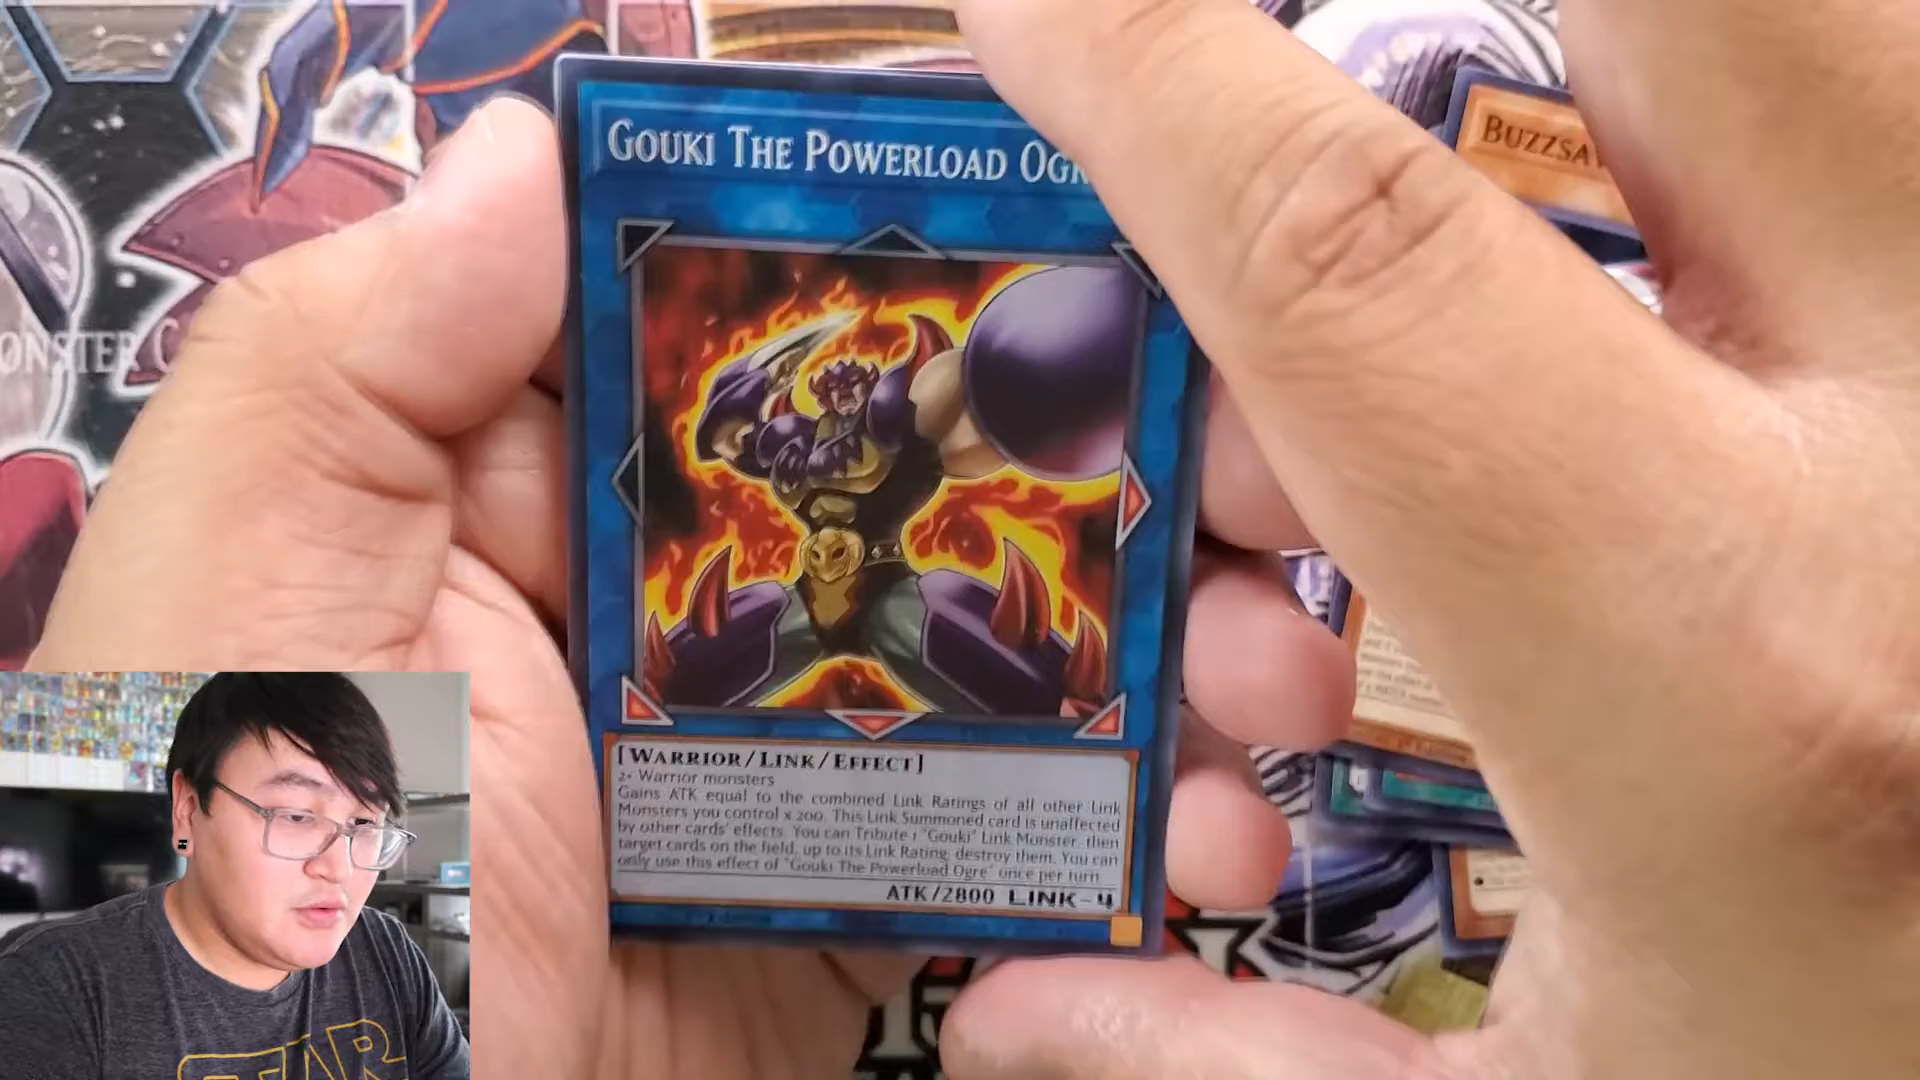 GOUKI THE POWERLOAD OGR
BUZZSA
ONSTER C
[WARRIOR/LINK/EFFECT]
2+ Warrior monsters
Gains ATK equal to the combined Link Ratings of all other Link
Monsters you control x 200. This Link Summoned card is unaffected
by other cards' effects. You can Tribute 1 "Gouki" Link Monster, then
target cards on the field, up to its Link Rating; destroy them. You can
only use this effect of "Gouki The Powerload Ogre" once per turn.
ATK/2800 LINK-4
STAR